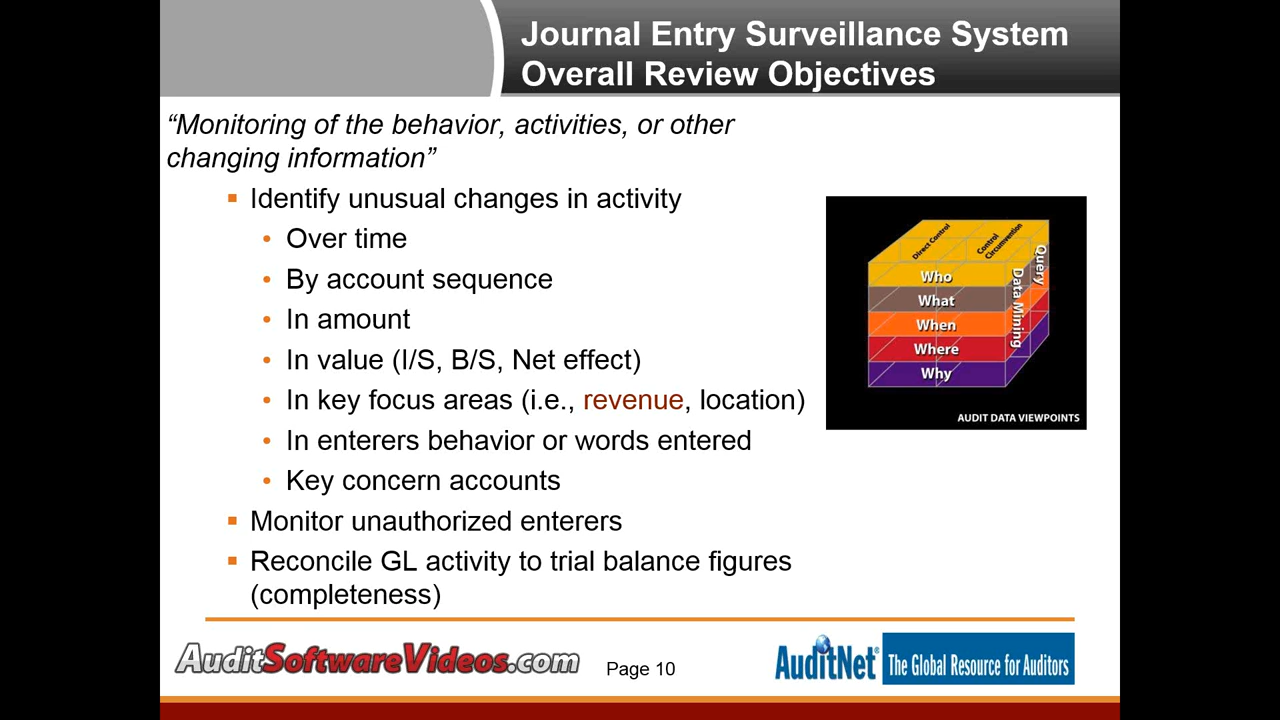 Journal Entry Surveillance System
Overall Review Objectives
“Monitoring of the behavior, activities, or other
changing information”
Identify unusual changes in activity
Over time
By account sequence
In amount
In value (I/S, B/S, Net effect)
In key focus areas (i.e., revenue, location)
In enterers behavior or words entered
Key concern accounts
Monitor unauthorized enterers
Reconcile GL activity to trial balance figures
(completeness)
Direct Control
Control
Circumvention
Query
Data Mining
Who
What
When
Where
Why
AUDIT DATA VIEWPOINTS
AuditSoftwareVideos.com
Page 10
AuditNet® The Global Resource for Auditors